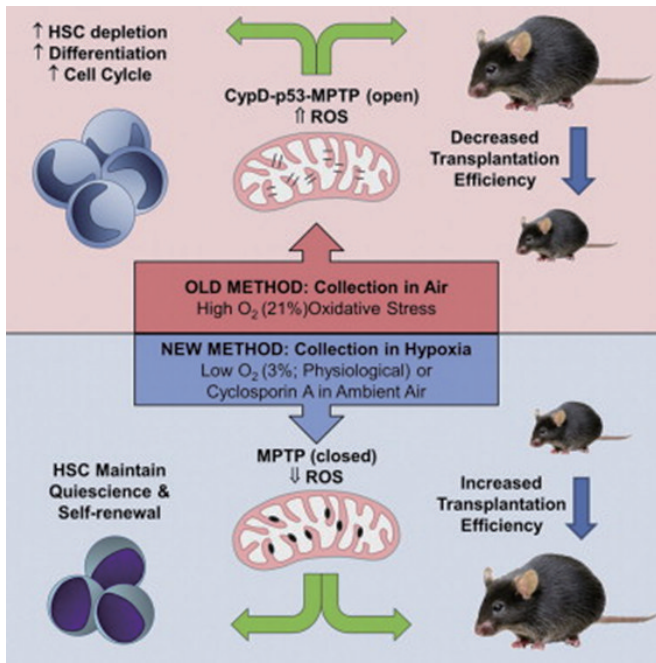 ↑ HSC depletion
↑ Differentiation
↑ Cell Cylcle
CypD-p53-MPTP (open)
⇑ ROS
Decreased
Transplantation
Efficiency
OLD METHOD: Collection in Air
High O₂ (21%)Oxidative Stress
NEW METHOD: Collection in Hypoxia
Low O₂ (3%; Physiological) or
Cyclosporin A in Ambient Air
MPTP (closed)
⇓ ROS
HSC Maintain
Quiescience &
Self-renewal
Increased
Transplantation
Efficiency